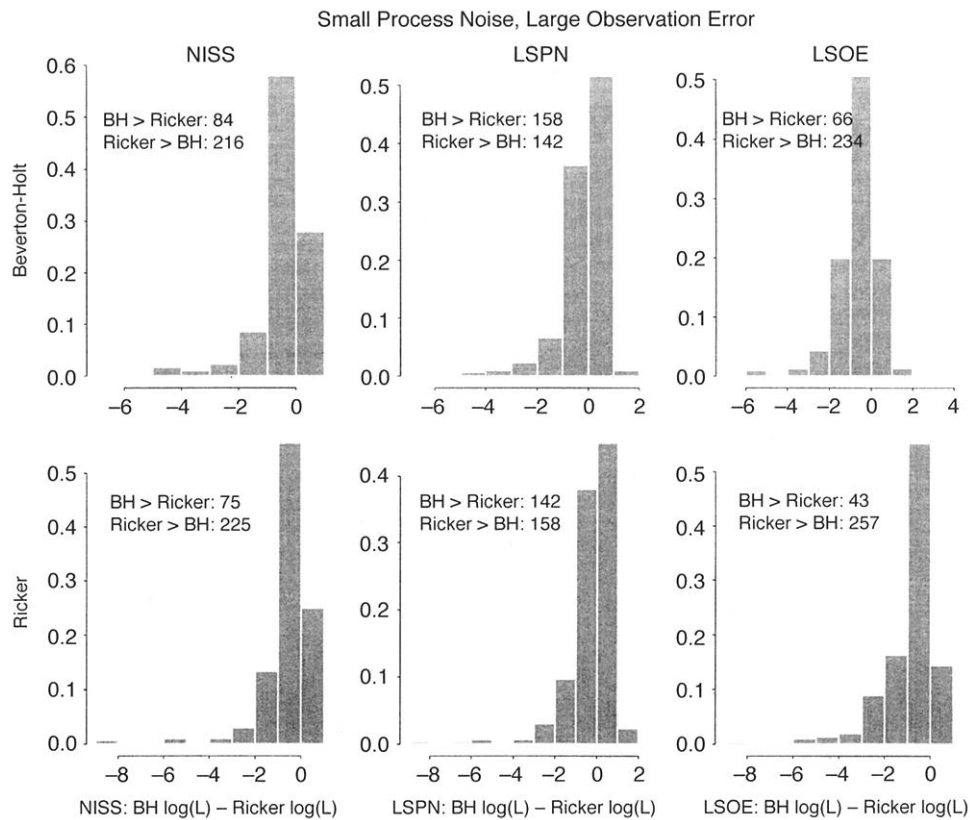 Small Process Noise, Large Observation Error
NISS
LSPN
LSOE
Beverton-Holt
0.6
0.5
0.4
0.3
0.2
0.1
0.0
BH > Ricker: 84
Ricker > BH: 216
−6 −4 −2 0
0.5
0.4
0.3
0.2
0.1
0.0
BH > Ricker: 158
Ricker > BH: 142
−6 −4 −2 0 2
0.5
0.4
0.3
0.2
0.1
0.0
BH > Ricker: 66
Ricker > BH: 234
−6 −4 −2 0 2 4
Ricker
0.5
0.4
0.3
0.2
0.1
0.0
BH > Ricker: 75
Ricker > BH: 225
−8 −6 −4 −2 0
NISS: BH log(L) – Ricker log(L)
0.4
0.3
0.2
0.1
0.0
BH > Ricker: 142
Ricker > BH: 158
−8 −6 −4 −2 0 2
LSPN: BH log(L) – Ricker log(L)
0.5
0.4
0.3
0.2
0.1
0.0
BH > Ricker: 43
Ricker > BH: 257
−8 −6 −4 −2 0
LSOE: BH log(L) – Ricker log(L)